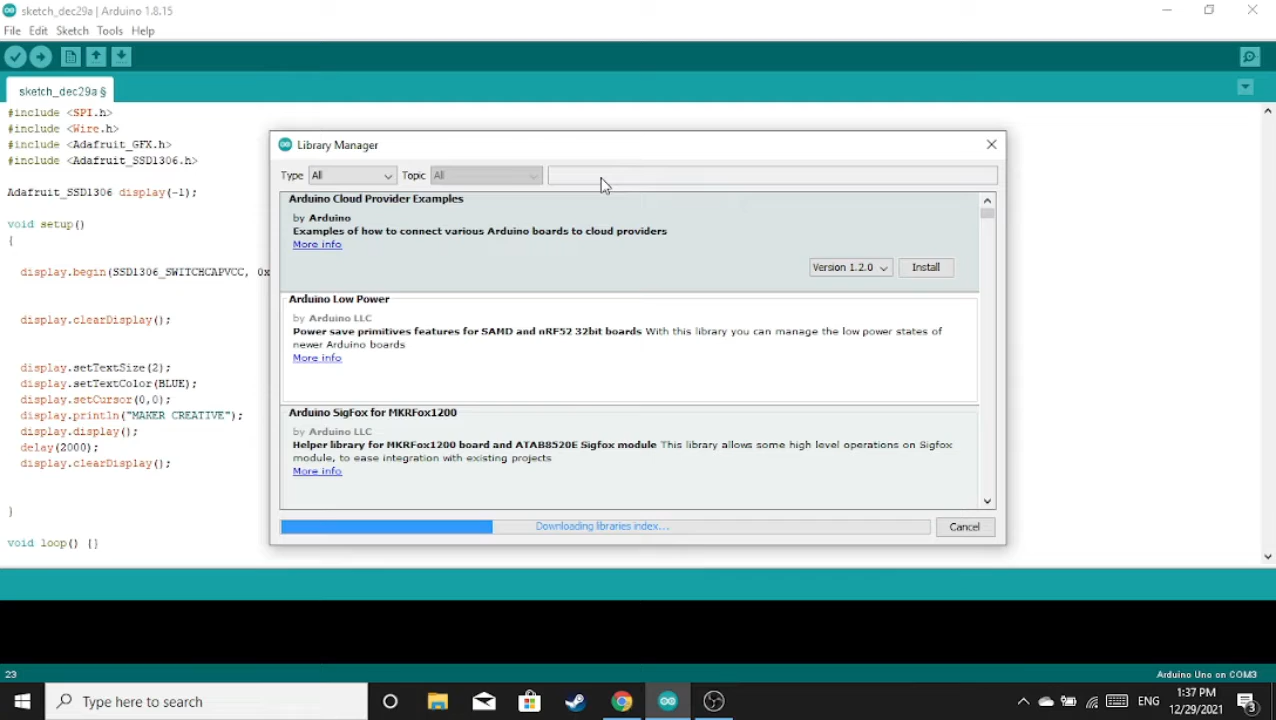 sketch_dec29a | Arduino 1.8.15
File Edit Sketch Tools Help
sketch_dec29a §
#include <SPI.h>
#include <Wire.h>
#include <Adafruit_GFX.h>
#include <Adafruit_SSD1306.h>
Adafruit_SSD1306 display(-1);
void setup()
{
display.begin(SSD1306_SWITCHCAPVCC, 0x
display.clearDisplay();
display.setTextSize(2);
display.setTextColor(BLUE);
display.setCursor(0,0);
display.println("MAKER CREATIVE");
display.display();
delay(2000);
display.clearDisplay();
}
void loop() {}
Library Manager
Type All Topic All
Arduino Cloud Provider Examples
by Arduino
Examples of how to connect various Arduino boards to cloud providers
More info
Version 1.2.0 Install
Arduino Low Power
by Arduino LLC
Power save primitives features for SAMD and nRF52 32bit boards With this library you can manage the low power states of
newer Arduino boards
More info
Arduino SigFox for MKRFox1200
by Arduino LLC
Helper library for MKRFox1200 board and ATAB8520E Sigfox module This library allows some high level operations on Sigfox
module, to ease integration with existing projects
More info
Downloading libraries index...
Cancel
23
Arduino Uno on COM3
Type here to search
ENG
1:37 PM
12/29/2021
3